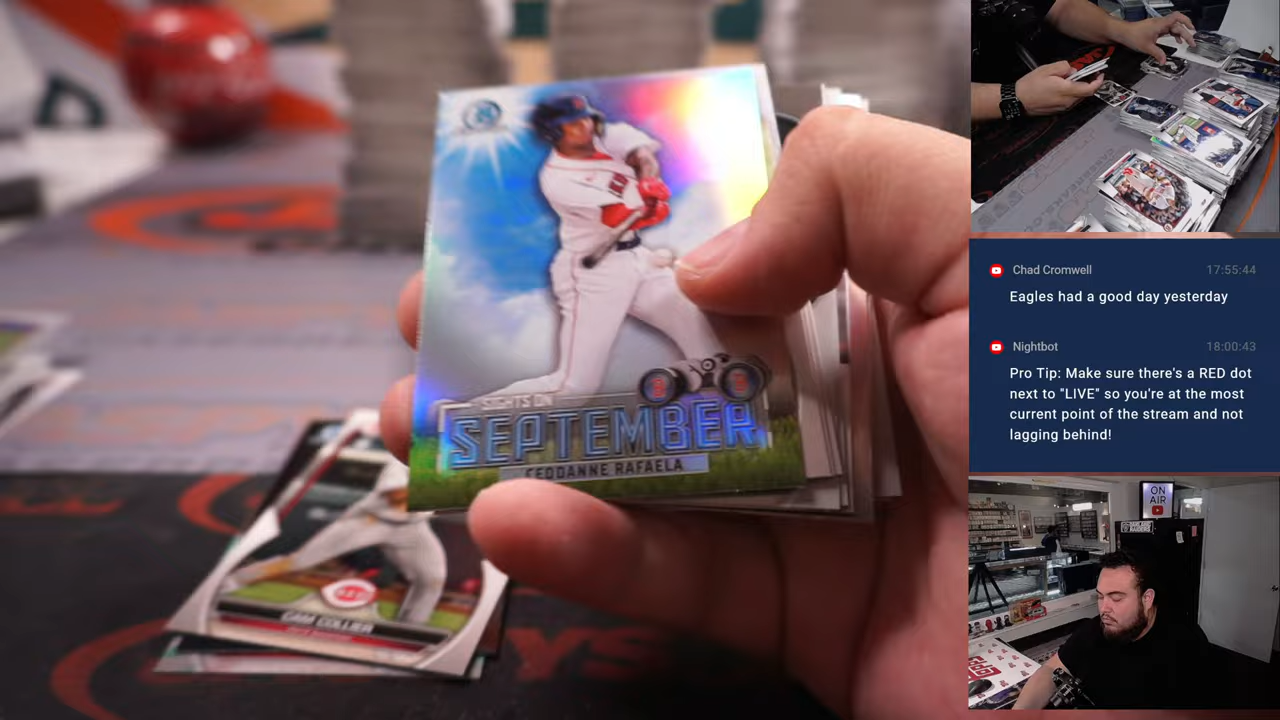 SIGHTS ON
SEPTEMBER
CEDDANNE RAFAELA
CAM COLLIER
Chad Cromwell
17:55:44
Eagles had a good day yesterday
Nightbot
18:00:43
Pro Tip: Make sure there's a RED dot
next to "LIVE" so you're at the most
current point of the stream and not
lagging behind!
ON
AIR